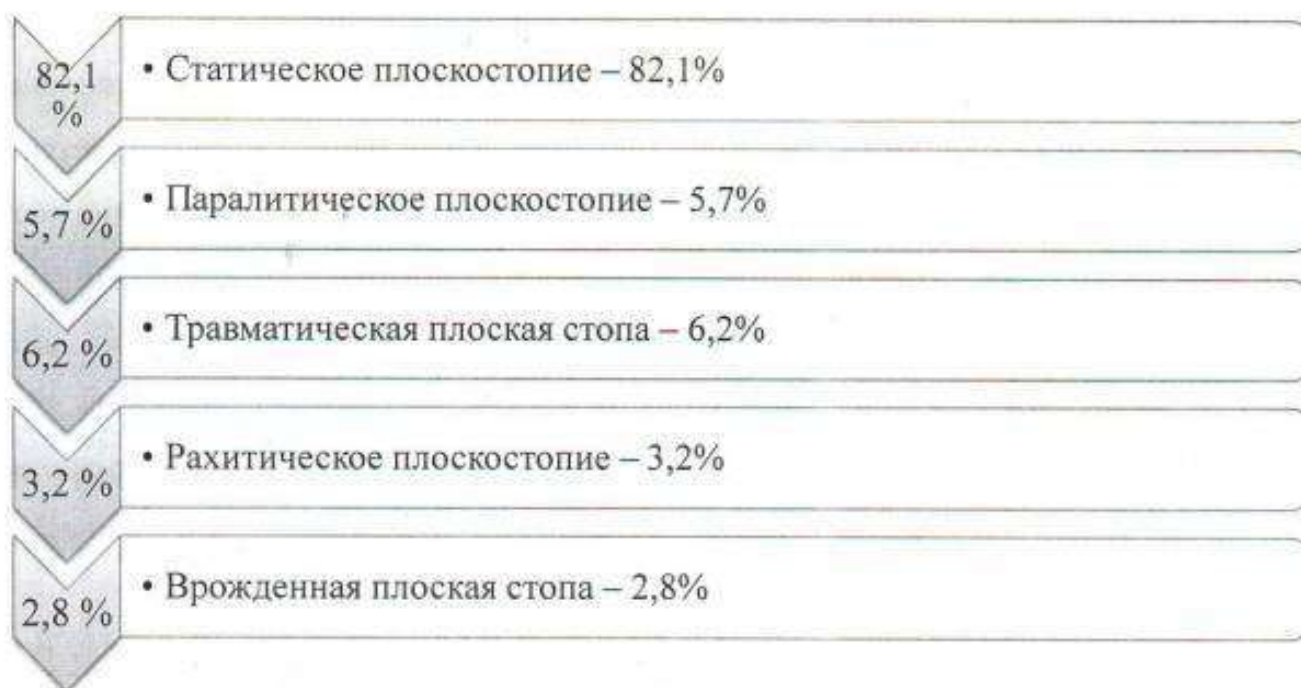 82,1
%
• Статическое плоскостопие – 82,1%
5,7 %
• Паралитическое плоскостопие – 5,7%
6,2 %
• Травматическая плоская стопа – 6,2%
3,2 %
• Рахитическое плоскостопие – 3,2%
2,8 %
• Врожденная плоская стопа – 2,8%